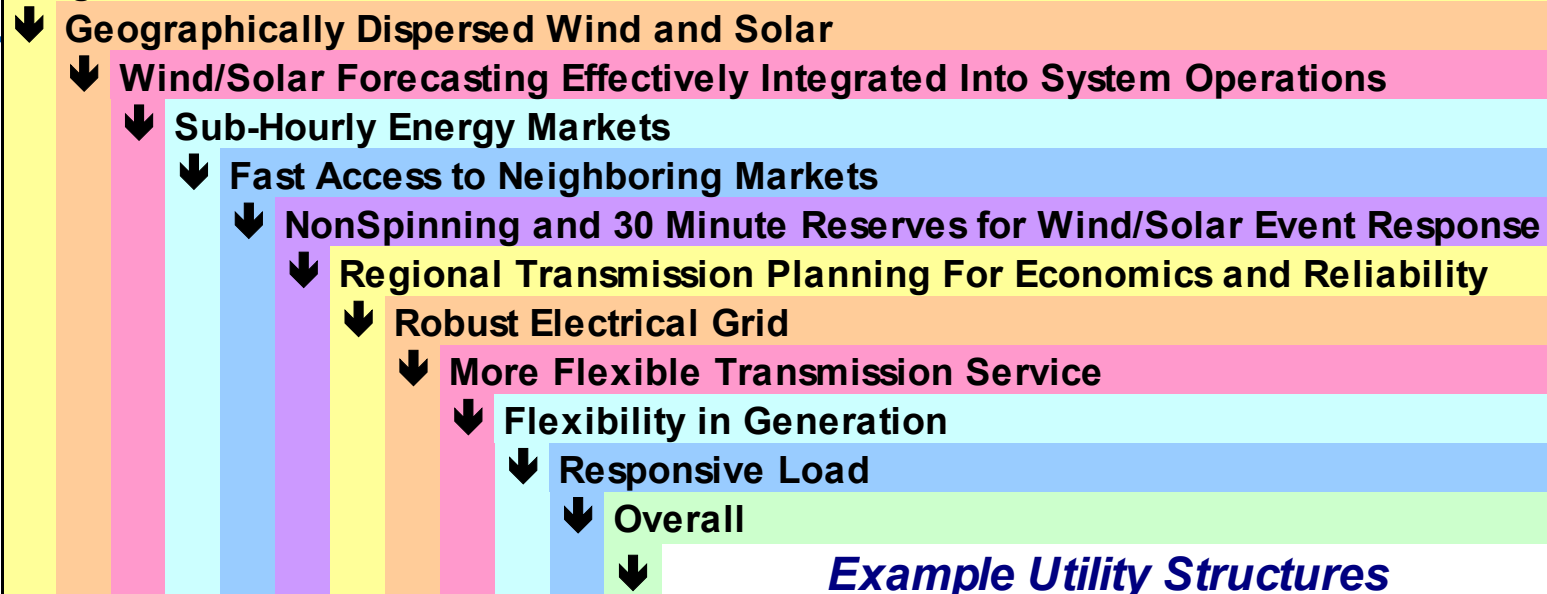 Geographically Dispersed Wind and Solar
Wind/Solar Forecasting Effectively Integrated Into System Operations
Sub-Hourly Energy Markets
Fast Access to Neighboring Markets
NonSpinning and 30 Minute Reserves for Wind/Solar Event Response
Regional Transmission Planning For Economics and Reliability
Robust Electrical Grid
More Flexible Transmission Service
Flexibility in Generation
Responsive Load
Overall
Example Utility Structures